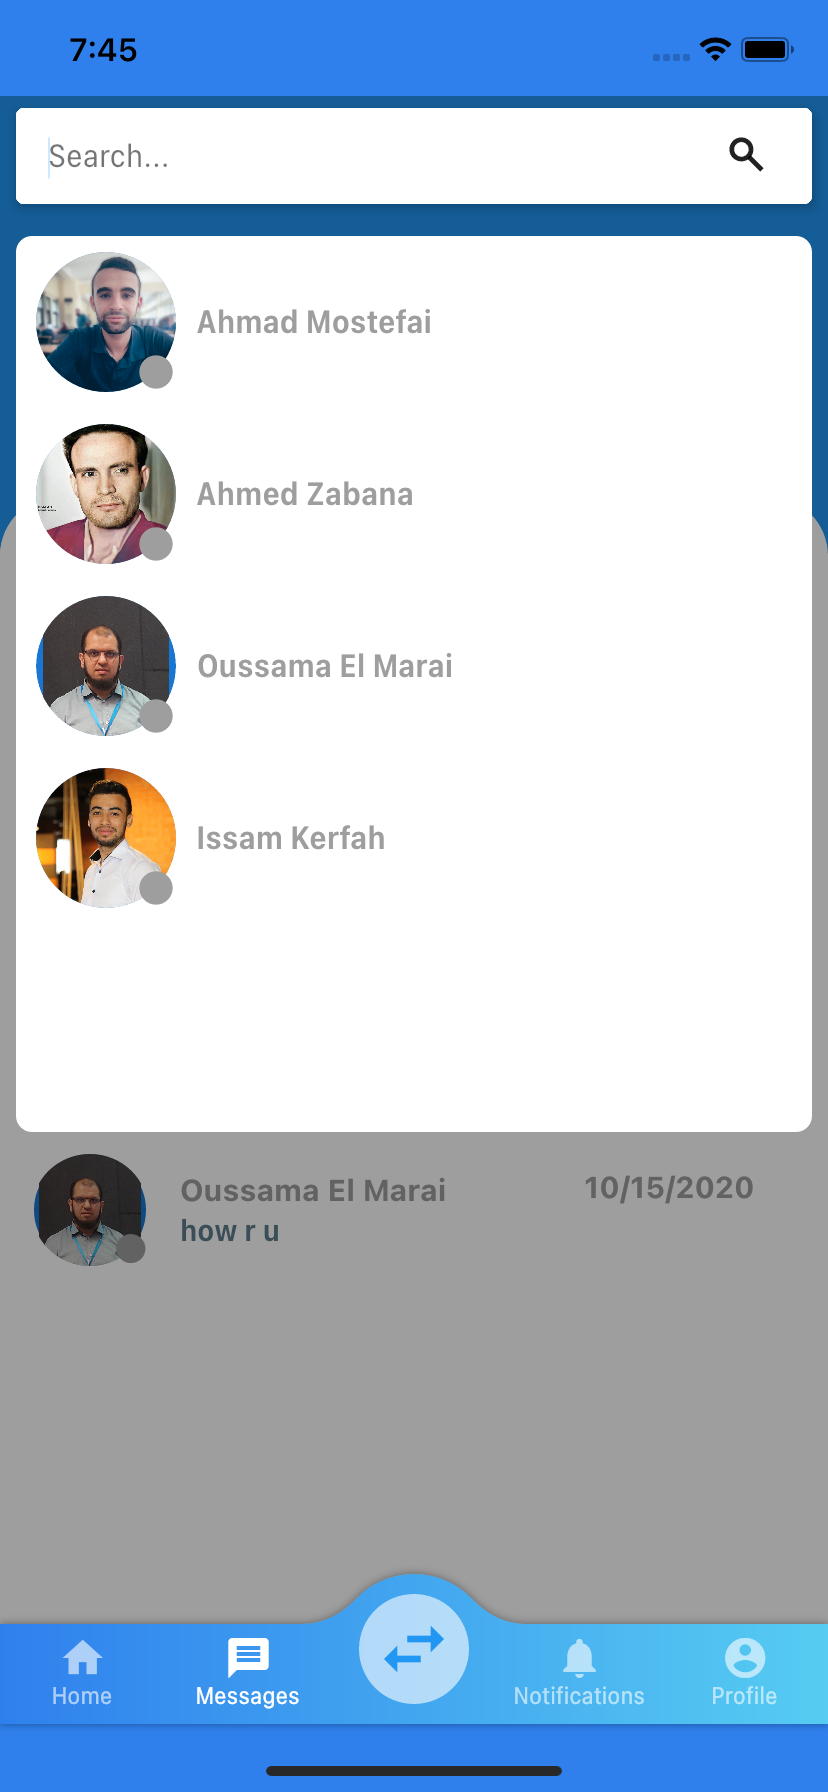 7:45
Search...
Ahmad Mostefai
Ahmed Zabana
Oussama El Marai
Issam Kerfah
Oussama El Marai
10/15/2020
how r u
Home
Messages
Notifications
Profile